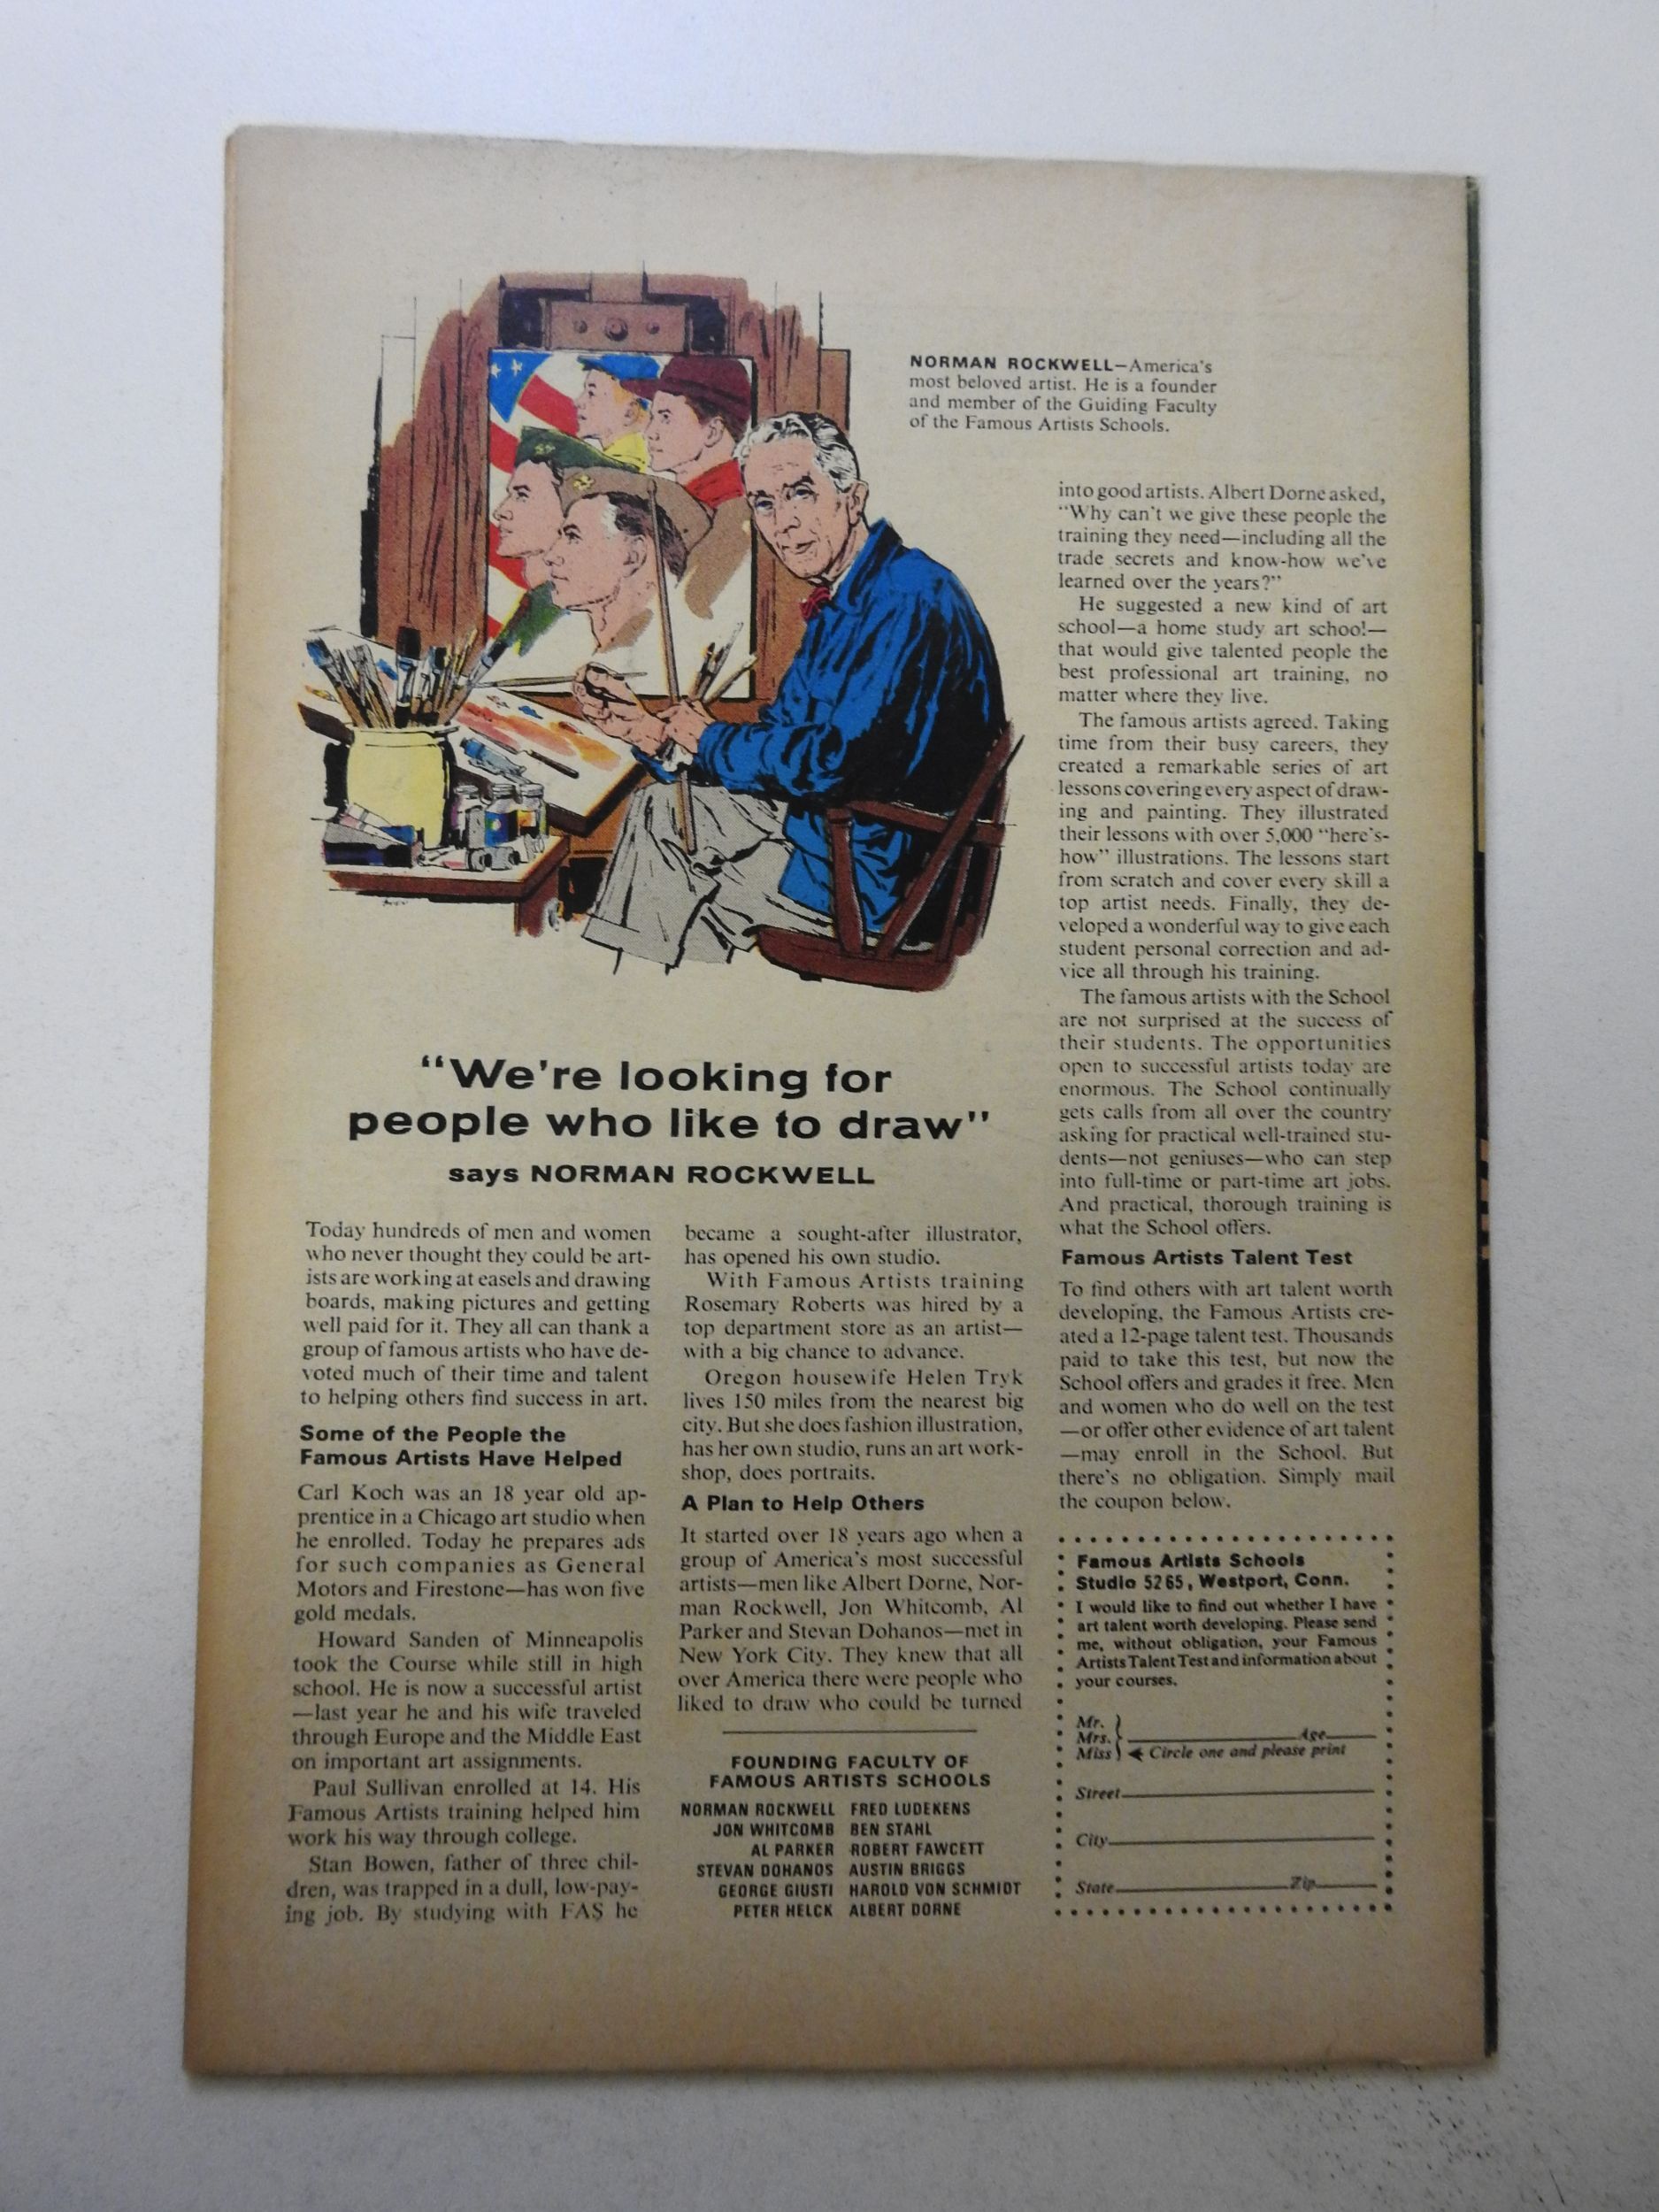 NORMAN ROCKWELL—America's
most beloved artist. He is a founder
and member of the Guiding Faculty
of the Famous Artists Schools.
"We're looking for
people who like to draw"
says NORMAN ROCKWELL
Today hundreds of men and women
who never thought they could be art-
ists are working at easels and drawing
boards, making pictures and getting
well paid for it. They all can thank a
group of famous artists who have de-
voted much of their time and talent
to helping others find success in art.
Some of the People the
Famous Artists Have Helped
Carl Koch was an 18 year old ap-
prentice in a Chicago art studio when
he enrolled. Today he prepares ads
for such companies as General
Motors and Firestone—has won five
gold medals.
Howard Sanden of Minneapolis
took the Course while still in high
school. He is now a successful artist
—last year he and his wife traveled
through Europe and the Middle East
on important art assignments.
Paul Sullivan enrolled at 14. His
Famous Artists training helped him
work his way through college.
Stan Bowen, father of three chil-
dren, was trapped in a dull, low-pay-
ing job. By studying with FAS he
became a sought-after illustrator,
has opened his own studio.
With Famous Artists training
Rosemary Roberts was hired by a
top department store as an artist—
with a big chance to advance.
Oregon housewife Helen Tryk
lives 150 miles from the nearest big
city. But she does fashion illustration,
has her own studio, runs an art work-
shop, does portraits.
A Plan to Help Others
It started over 18 years ago when a
group of America's most successful
artists—men like Albert Dorne, Nor-
man Rockwell, Jon Whitcomb, Al
Parker and Stevan Dohanos—met in
New York City. They knew that all
over America there were people who
liked to draw who could be turned
FOUNDING FACULTY OF
FAMOUS ARTISTS SCHOOLS
NORMAN ROCKWELL FRED LUDEKENS
JON WHITCOMB BEN STAHL
AL PARKER ROBERT FAWCETT
STEVAN DOHANOS AUSTIN BRIGGS
GEORGE GIUSTI HAROLD VON SCHMIDT
PETER HELCK ALBERT DORNE
into good artists. Albert Dorne asked,
"Why can't we give these people the
training they need—including all the
trade secrets and know-how we've
learned over the years?"
He suggested a new kind of art
school—a home study art school—
that would give talented people the
best professional art training, no
matter where they live.
The famous artists agreed. Taking
time from their busy careers, they
created a remarkable series of art
lessons covering every aspect of draw-
ing and painting. They illustrated
their lessons with over 5,000 "here's-
how" illustrations. The lessons start
from scratch and cover every skill a
top artist needs. Finally, they de-
veloped a wonderful way to give each
student personal correction and ad-
vice all through his training.
The famous artists with the School
are not surprised at the success of
their students. The opportunities
open to successful artists today are
enormous. The School continually
gets calls from all over the country
asking for practical well-trained stu-
dents—not geniuses—who can step
into full-time or part-time art jobs.
And practical, thorough training is
what the School offers.
Famous Artists Talent Test
To find others with art talent worth
developing, the Famous Artists cre-
ated a 12-page talent test. Thousands
paid to take this test, but now the
School offers and grades it free. Men
and women who do well on the test
—or offer other evidence of art talent
—may enroll in the School. But
there's no obligation. Simply mail
the coupon below.
Famous Artists Schools
Studio 5265, Westport, Conn.
I would like to find out whether I have
art talent worth developing. Please send
me, without obligation, your Famous
Artists Talent Test and information about
your courses.
Mr.
Mrs. Age
Miss Circle one and please print
Street
City
State Zip